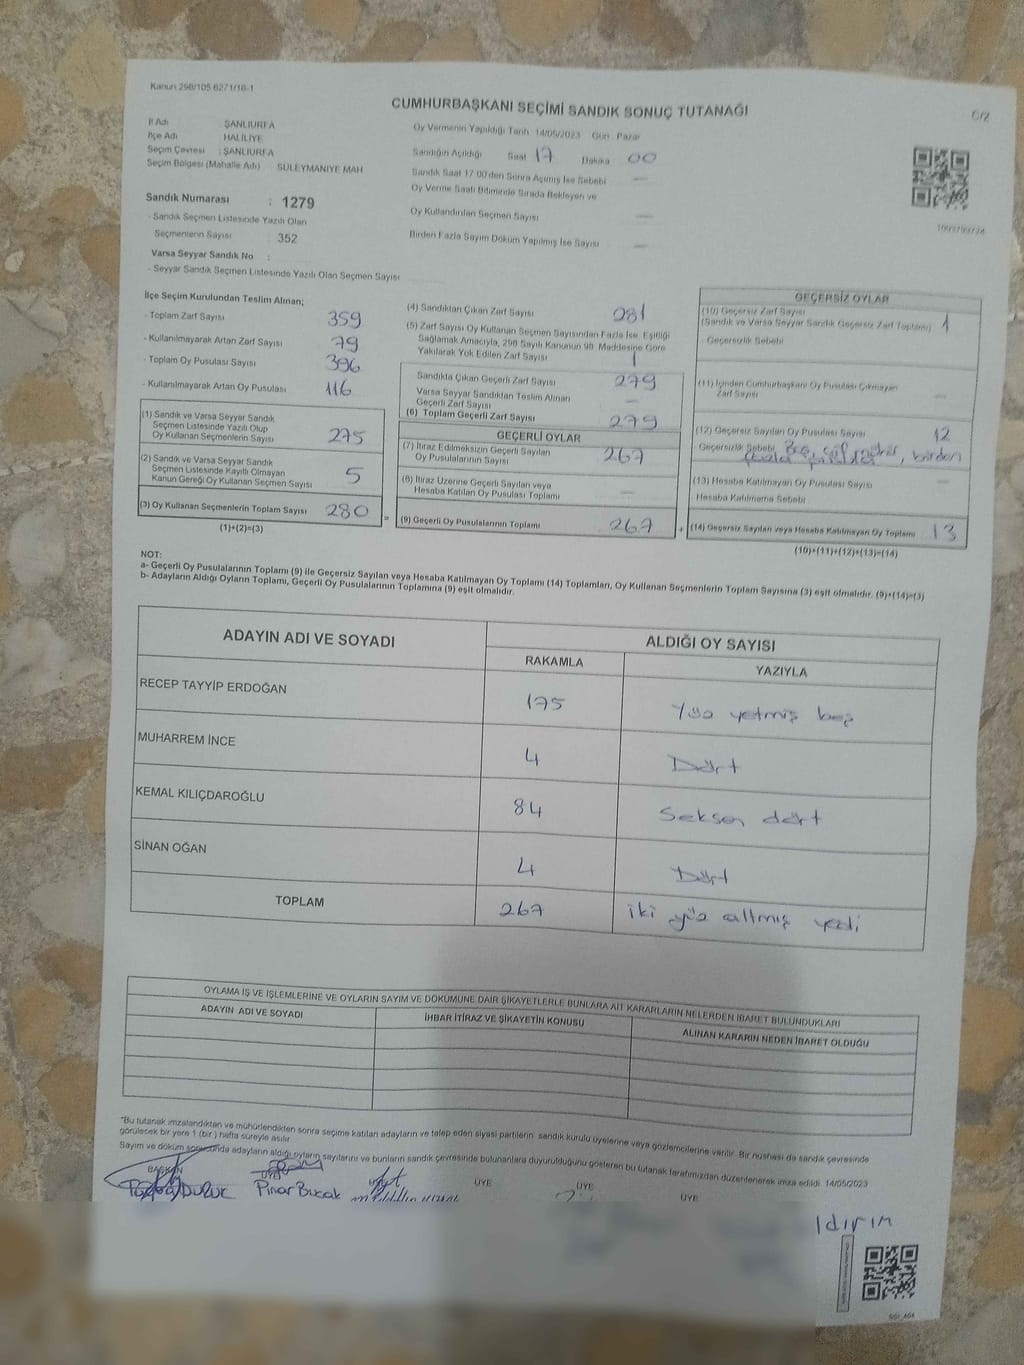 Kanun 298/105 6271/18-1
CUMHURBAŞKANI SEÇİMİ SANDIK SONUÇ TUTANAĞI
C/2
İl Adı ŞANLIURFA
İlçe Adı HALİLİYE
Seçim Çevresi : ŞANLIURFA
Seçim Bölgesi (Mahalle Adı) : SÜLEYMANİYE MAH
Sandık Numarası : 1279
- Sandık Seçmen Listesinde Yazılı Olan
Seçmenlerin Sayısı 352
Varsa Seyyar Sandık No :
- Seyyar Sandık Seçmen Listesinde Yazılı Olan Seçmen Sayısı
Oy Vermenin Yapıldığı Tarih : 14/05/2023 Gün : Pazar
Sandığın Açıldığı Saat 17 Dakika 00
Sandık Saat 17:00'den Sonra Açılmış İse Sebebi —
Oy Verme Saati Bitiminde Sırada Bekleyen ve
Oy Kullandırılan Seçmen Sayısı —
Birden Fazla Sayım Döküm Yapılmış İse Sayısı —
İlçe Seçim Kurulundan Teslim Alınan;
- Toplam Zarf Sayısı 359
- Kullanılmayarak Artan Zarf Sayısı 79
- Toplam Oy Pusulası Sayısı 396
- Kullanılmayarak Artan Oy Pusulası 116
(1) Sandık ve Varsa Seyyar Sandık
Seçmen Listesinde Yazılı Olup
Oy Kullanan Seçmenlerin Sayısı 275
(2) Sandık ve Varsa Seyyar Sandık
Seçmen Listesinde Kayıtlı Olmayan
Kanun Gereği Oy Kullanan Seçmen Sayısı 5
(3) Oy Kullanan Seçmenlerin Toplam Sayısı 280
(1)+(2)=(3)
(4) Sandıktan Çıkan Zarf Sayısı 281
(5) Zarf Sayısı Oy Kullanan Seçmen Sayısından Fazla İse, Eşitliği
Sağlamak Amacıyla, 298 Sayılı Kanunun 98. Maddesine Göre
Yakılarak Yok Edilen Zarf Sayısı 1
Sandıkta Çıkan Geçerli Zarf Sayısı 279
Varsa Seyyar Sandıktan Teslim Alınan
Geçerli Zarf Sayısı —
(6) Toplam Geçerli Zarf Sayısı 279
GEÇERLİ OYLAR
(7) İtiraz Edilmeksizin Geçerli Sayılan
Oy Pusulalarının Sayısı 267
(8) İtiraz Üzerine Geçerli Sayılan veya
Hesaba Katılan Oy Pusulası Toplamı —
(9) Geçerli Oy Pusulalarının Toplamı 267
GEÇERSİZ OYLAR
(10) Geçersiz Zarf Sayısı
(Sandık ve Varsa Seyyar Sandık Geçersiz Zarf Toplamı) 1
- Geçersizlik Sebebi
(11) İçinden Cumhurbaşkanı Oy Pusulası Çıkmayan
Zarf Sayısı —
(12) Geçersiz Sayılan Oy Pusulası Sayısı 12
Geçersizlik Sebebi Boş, birden
fazla
(13) Hesaba Katılmayan Oy Pusulası Sayısı —
Hesaba Katılmama Sebebi
(14) Geçersiz Sayılan veya Hesaba Katılmayan Oy Toplamı 13
(10)+(11)+(12)+(13)=(14)
NOT:
a- Geçerli Oy Pusulalarının Toplamı (9) ile Geçersiz Sayılan veya Hesaba Katılmayan Oy Toplamı (14) Toplamları, Oy Kullanan Seçmenlerin Toplam Sayısına (3) eşit olmalıdır. (9)+(14)=(3)
b- Adayların Aldığı Oyların Toplamı, Geçerli Oy Pusulalarının Toplamına (9) eşit olmalıdır.
ADAYIN ADI VE SOYADI ALDIĞI OY SAYISI
RAKAMLA YAZIYLA
RECEP TAYYİP ERDOĞAN 175 Yüz yetmiş beş
MUHARREM İNCE 4 Dört
KEMAL KILIÇDAROĞLU 84 Seksen dört
SİNAN OĞAN 4 Dört
TOPLAM 267 iki yüz altmış yedi
OYLAMA İŞ VE İŞLEMLERİNE VE OYLARIN SAYIM VE DÖKÜMÜNE DAİR ŞİKAYETLERLE BUNLARA AİT KARARLARIN NELERDEN İBARET BULUNDUKLARI
ADAYIN ADI VE SOYADI İHBAR İTİRAZ VE ŞİKAYETİN KONUSU ALINAN KARARIN NEDEN İBARET OLDUĞU
*Bu tutanak imzalandıktan ve mühürlendikten sonra seçime katılan adayların ve talep eden siyasi partilerin sandık kurulu üyelerine veya gözlemcilerine verilir. Bir nüshası da sandık çevresinde
görülecek bir yere 1 (bir) hafta süreyle asılır
Sayım ve döküm sonucunda adayların aldığı oyların sayılarını ve bunların sandık çevresinde bulunanlara duyurulduğunu gösteren bu tutanak tarafımızdan düzenlenerek imza edildi. 14/05/2023
BAŞKAN ÜYE ÜYE ÜYE ÜYE
Pınar Bucak
ıldırım